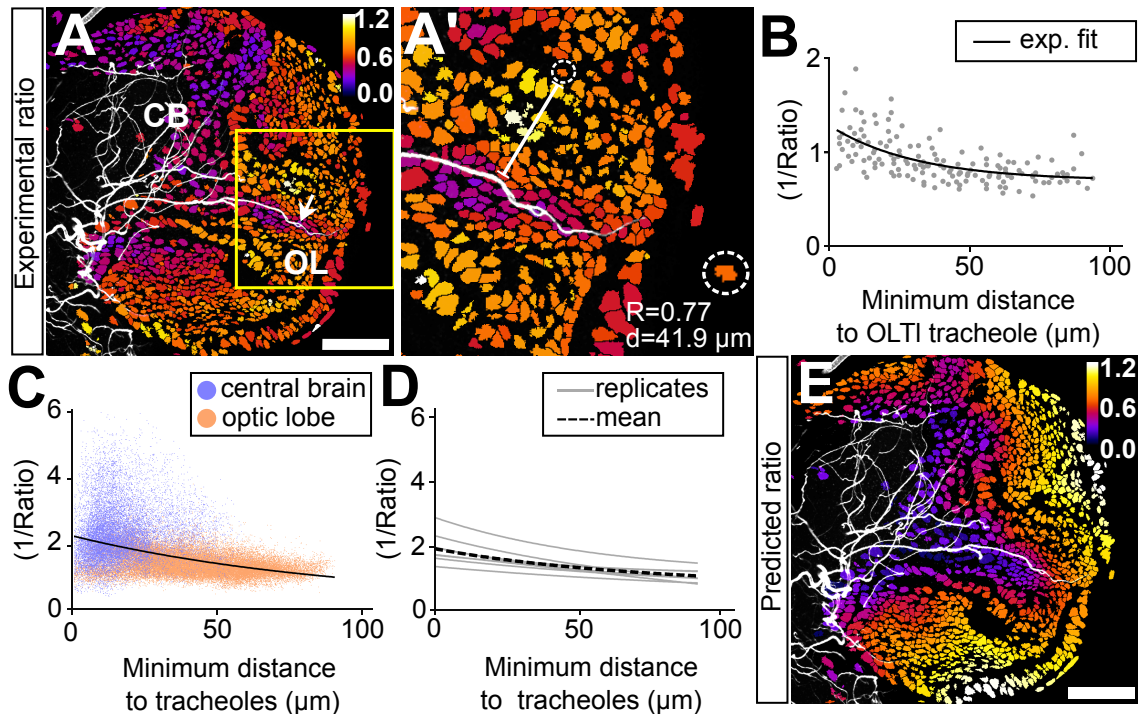 Experimental ratio
A
CB
OL
1.2
0.6
0.0
A'
R=0.77
d=41.9 µm
B
exp. fit
2
1
0
(1/Ratio)
0
50
100
Minimum distance
to OLTI tracheole (µm)
C
central brain
optic lobe
6
4
2
0
(1/Ratio)
0
50
100
Minimum distance
to tracheoles (µm)
D
replicates
mean
6
4
2
0
(1/Ratio)
0
50
100
Minimum distance
to tracheoles (µm)
Predicted ratio
E
1.2
0.6
0.0